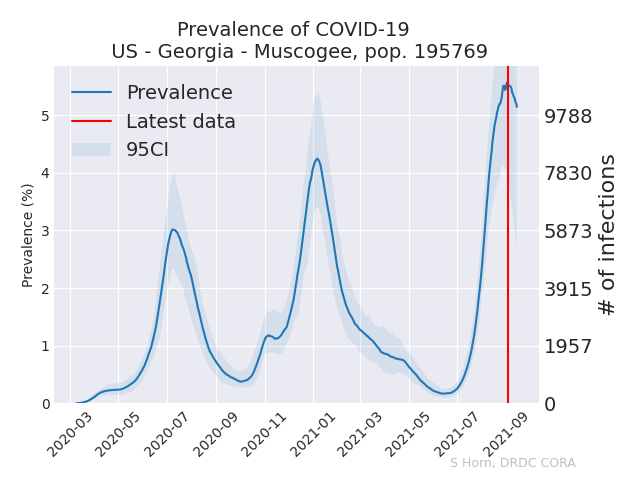 Prevalence of COVID-19
US - Georgia - Muscogee, pop. 195769
Prevalence
Latest data
95CI
Prevalence (%)
5
4
3
2
1
0
9788
7830
5873
3915
1957
0
# of infections
2020-03
2020-05
2020-07
2020-09
2020-11
2021-01
2021-03
2021-05
2021-07
2021-09
S Horn, DRDC CORA